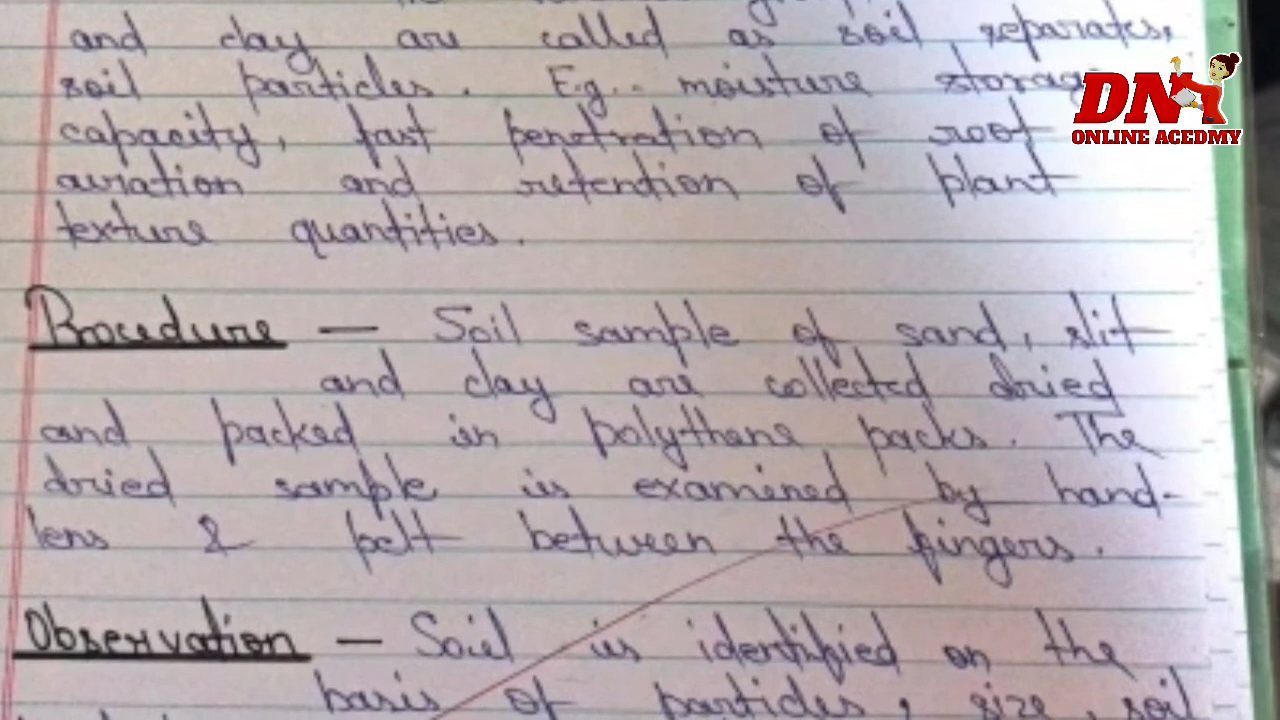 and clay are called as soil separates,
soil particles. E.g.. moisture storag
capacity, fast penetration of root
airation and retention of plant
texture quantities.
Procedure — Soil sample of sand, slit
and clay are collected dried
and packed in polythene packs. The
dried sample is examined by hand-
lens & felt between the fingers.
Observation — Soil is identified on the
basis of particles, size, soil
DN
ONLINE ACEDMY